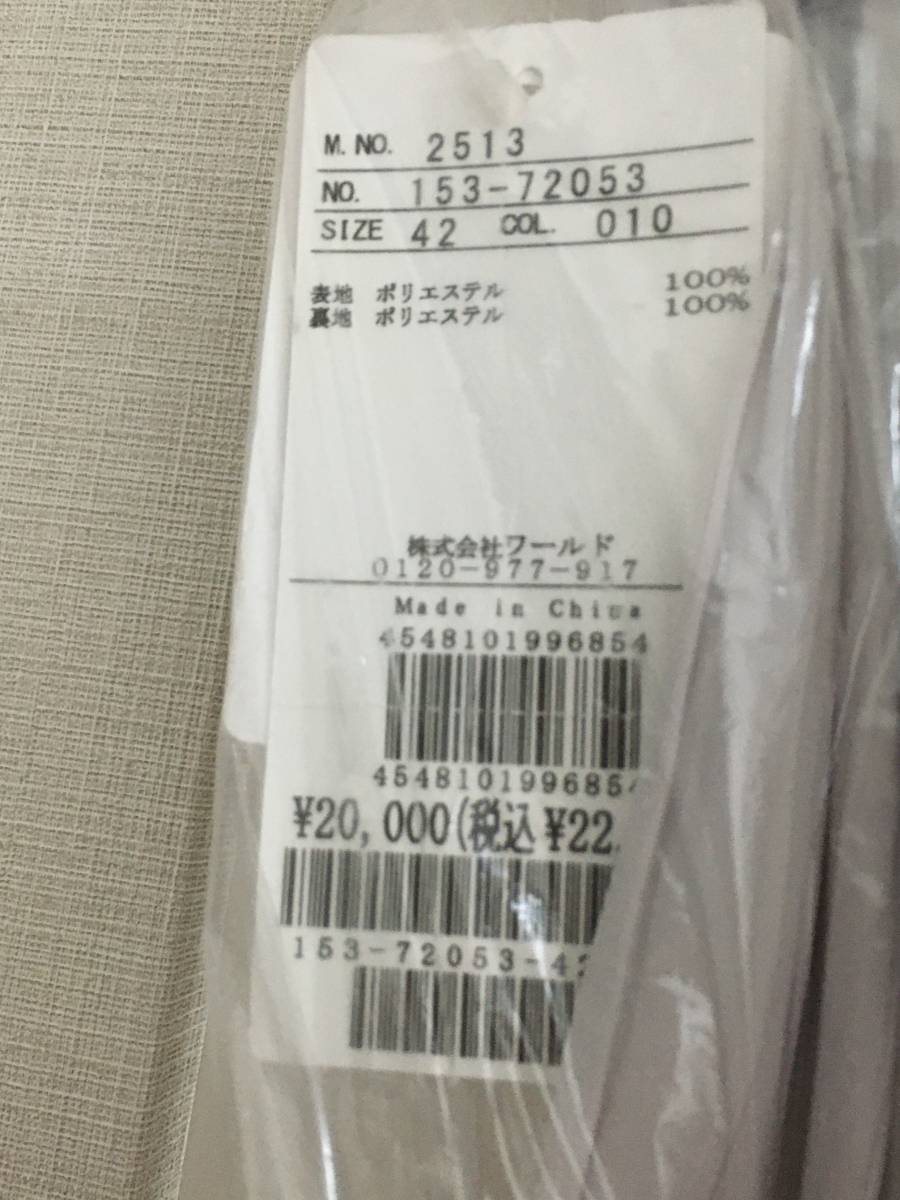 M. NO. 2513
NO. 153-72053
SIZE 42 COL. 010
表地 ポリエステル 100%
裏地 ポリエステル 100%
株式会社ワールド
0120-977-917
Made in China
4548101996854
4548101996854
¥20,000(税込¥22,
153-72053-42